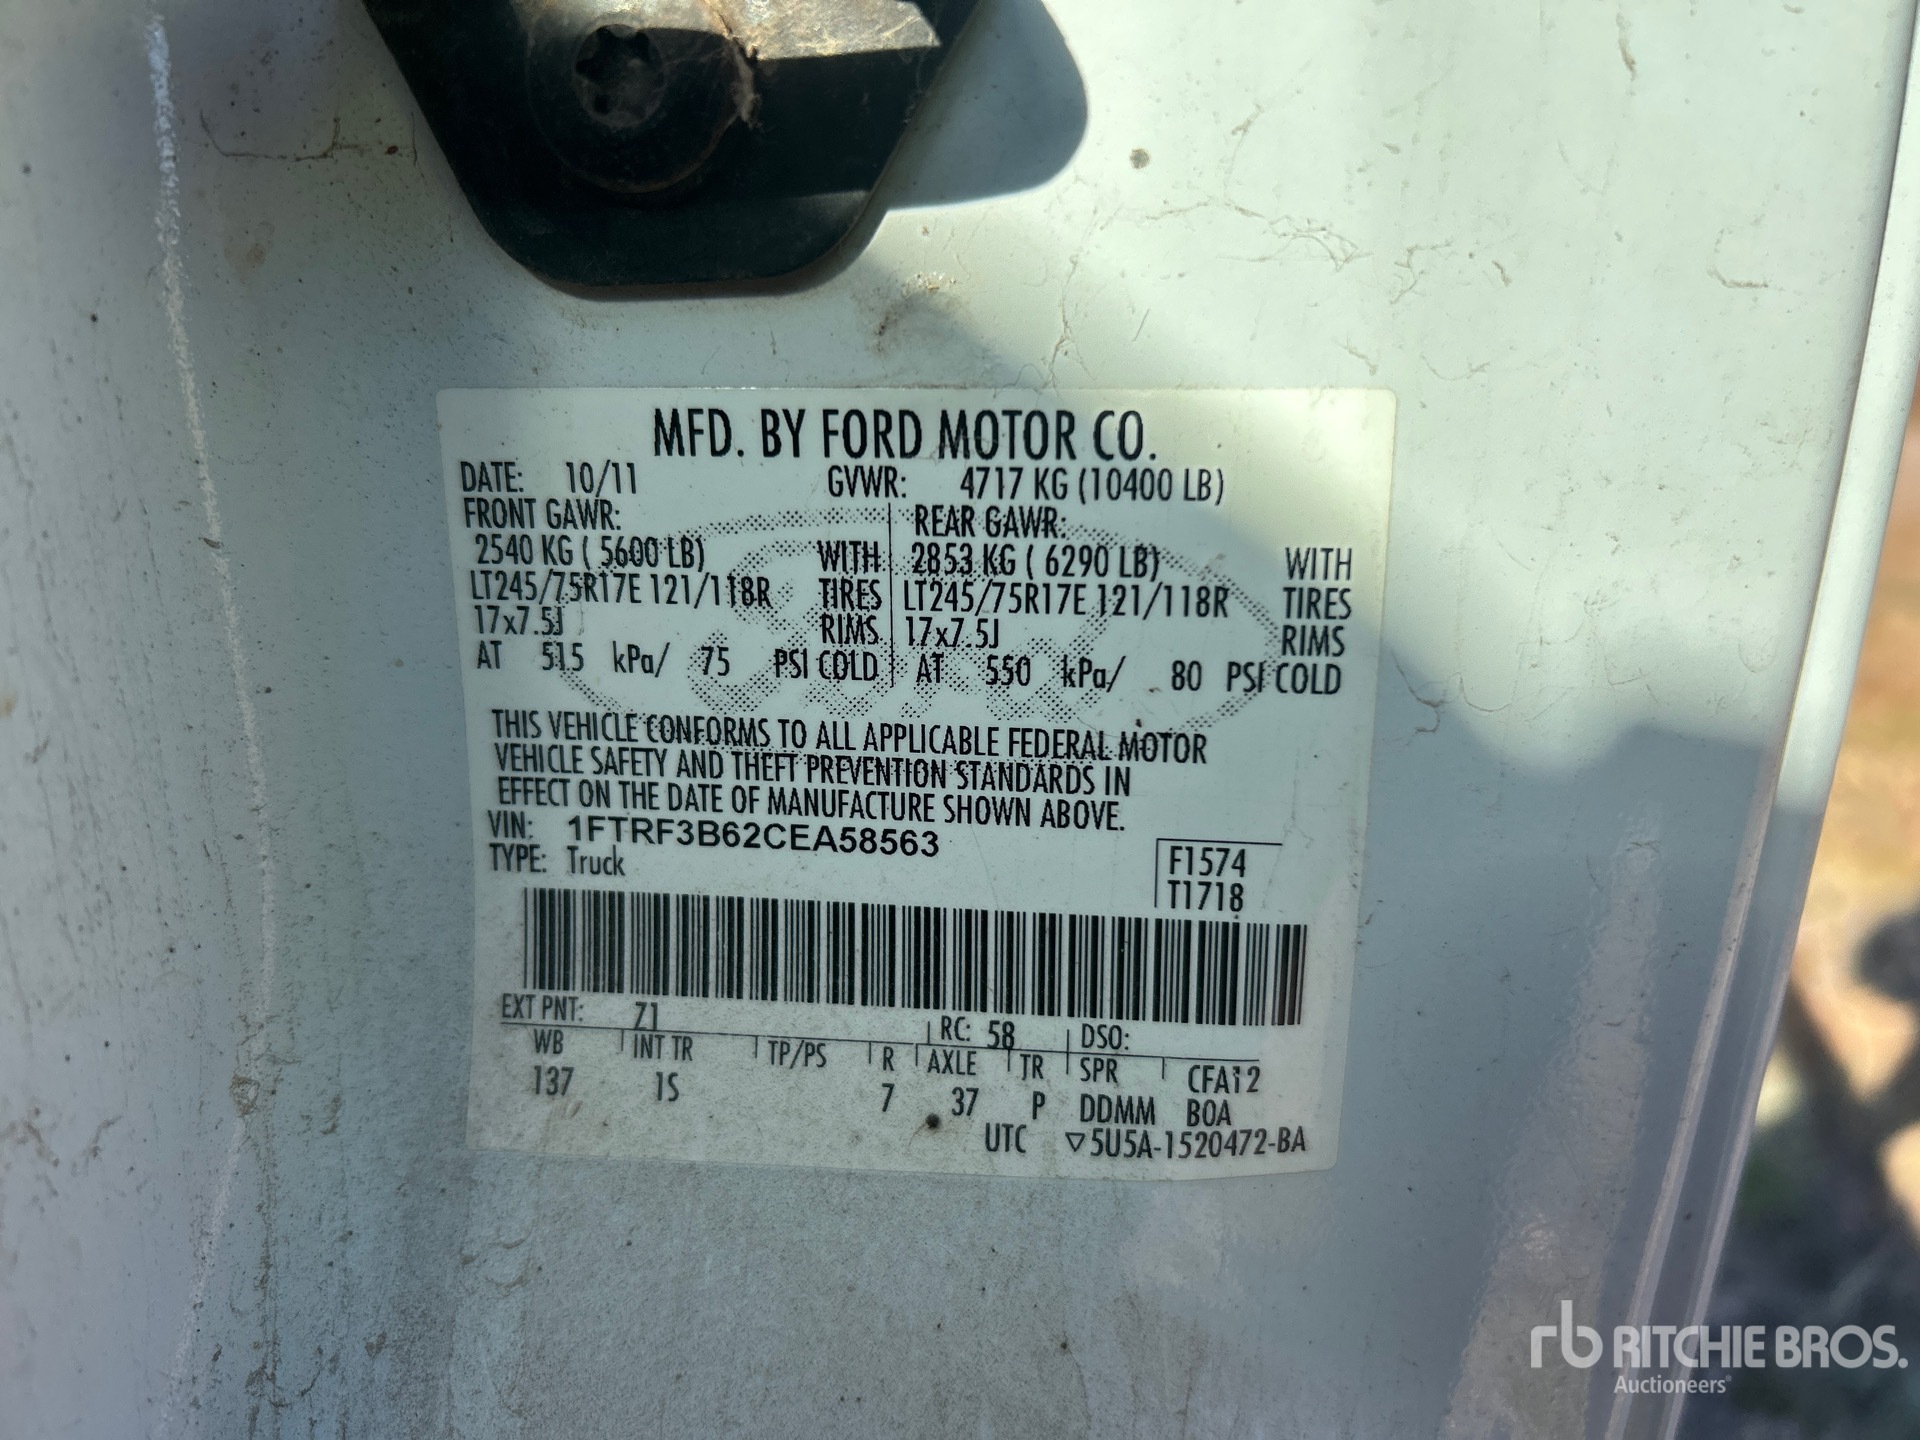 MFD. BY FORD MOTOR CO.
DATE: 10/11 GVWR: 4717 KG (10400 LB)
FRONT GAWR: REAR GAWR:
2540 KG ( 5600 LB) WITH 2853 KG ( 6290 LB) WITH
LT245/75R17E 121/118R TIRES LT245/75R17E 121/118R TIRES
17x7.5J RIMS 17x7.5J RIMS
AT 515 kPa/ 75 PSI COLD AT 550 kPa/ 80 PSI COLD
THIS VEHICLE CONFORMS TO ALL APPLICABLE FEDERAL MOTOR
VEHICLE SAFETY AND THEFT PREVENTION STANDARDS IN
EFFECT ON THE DATE OF MANUFACTURE SHOWN ABOVE.
VIN: 1FTRF3B62CEA58563
TYPE: Truck F1574
T1718
EXT PNT: Z1 RC: 58 DSO:
WB INT TR TP/PS R AXLE TR SPR CFA12
137 1S 7 37 P DDMM BOA
UTC ▽5U5A-1520472-BA
rb RITCHIE BROS.
Auctioneers